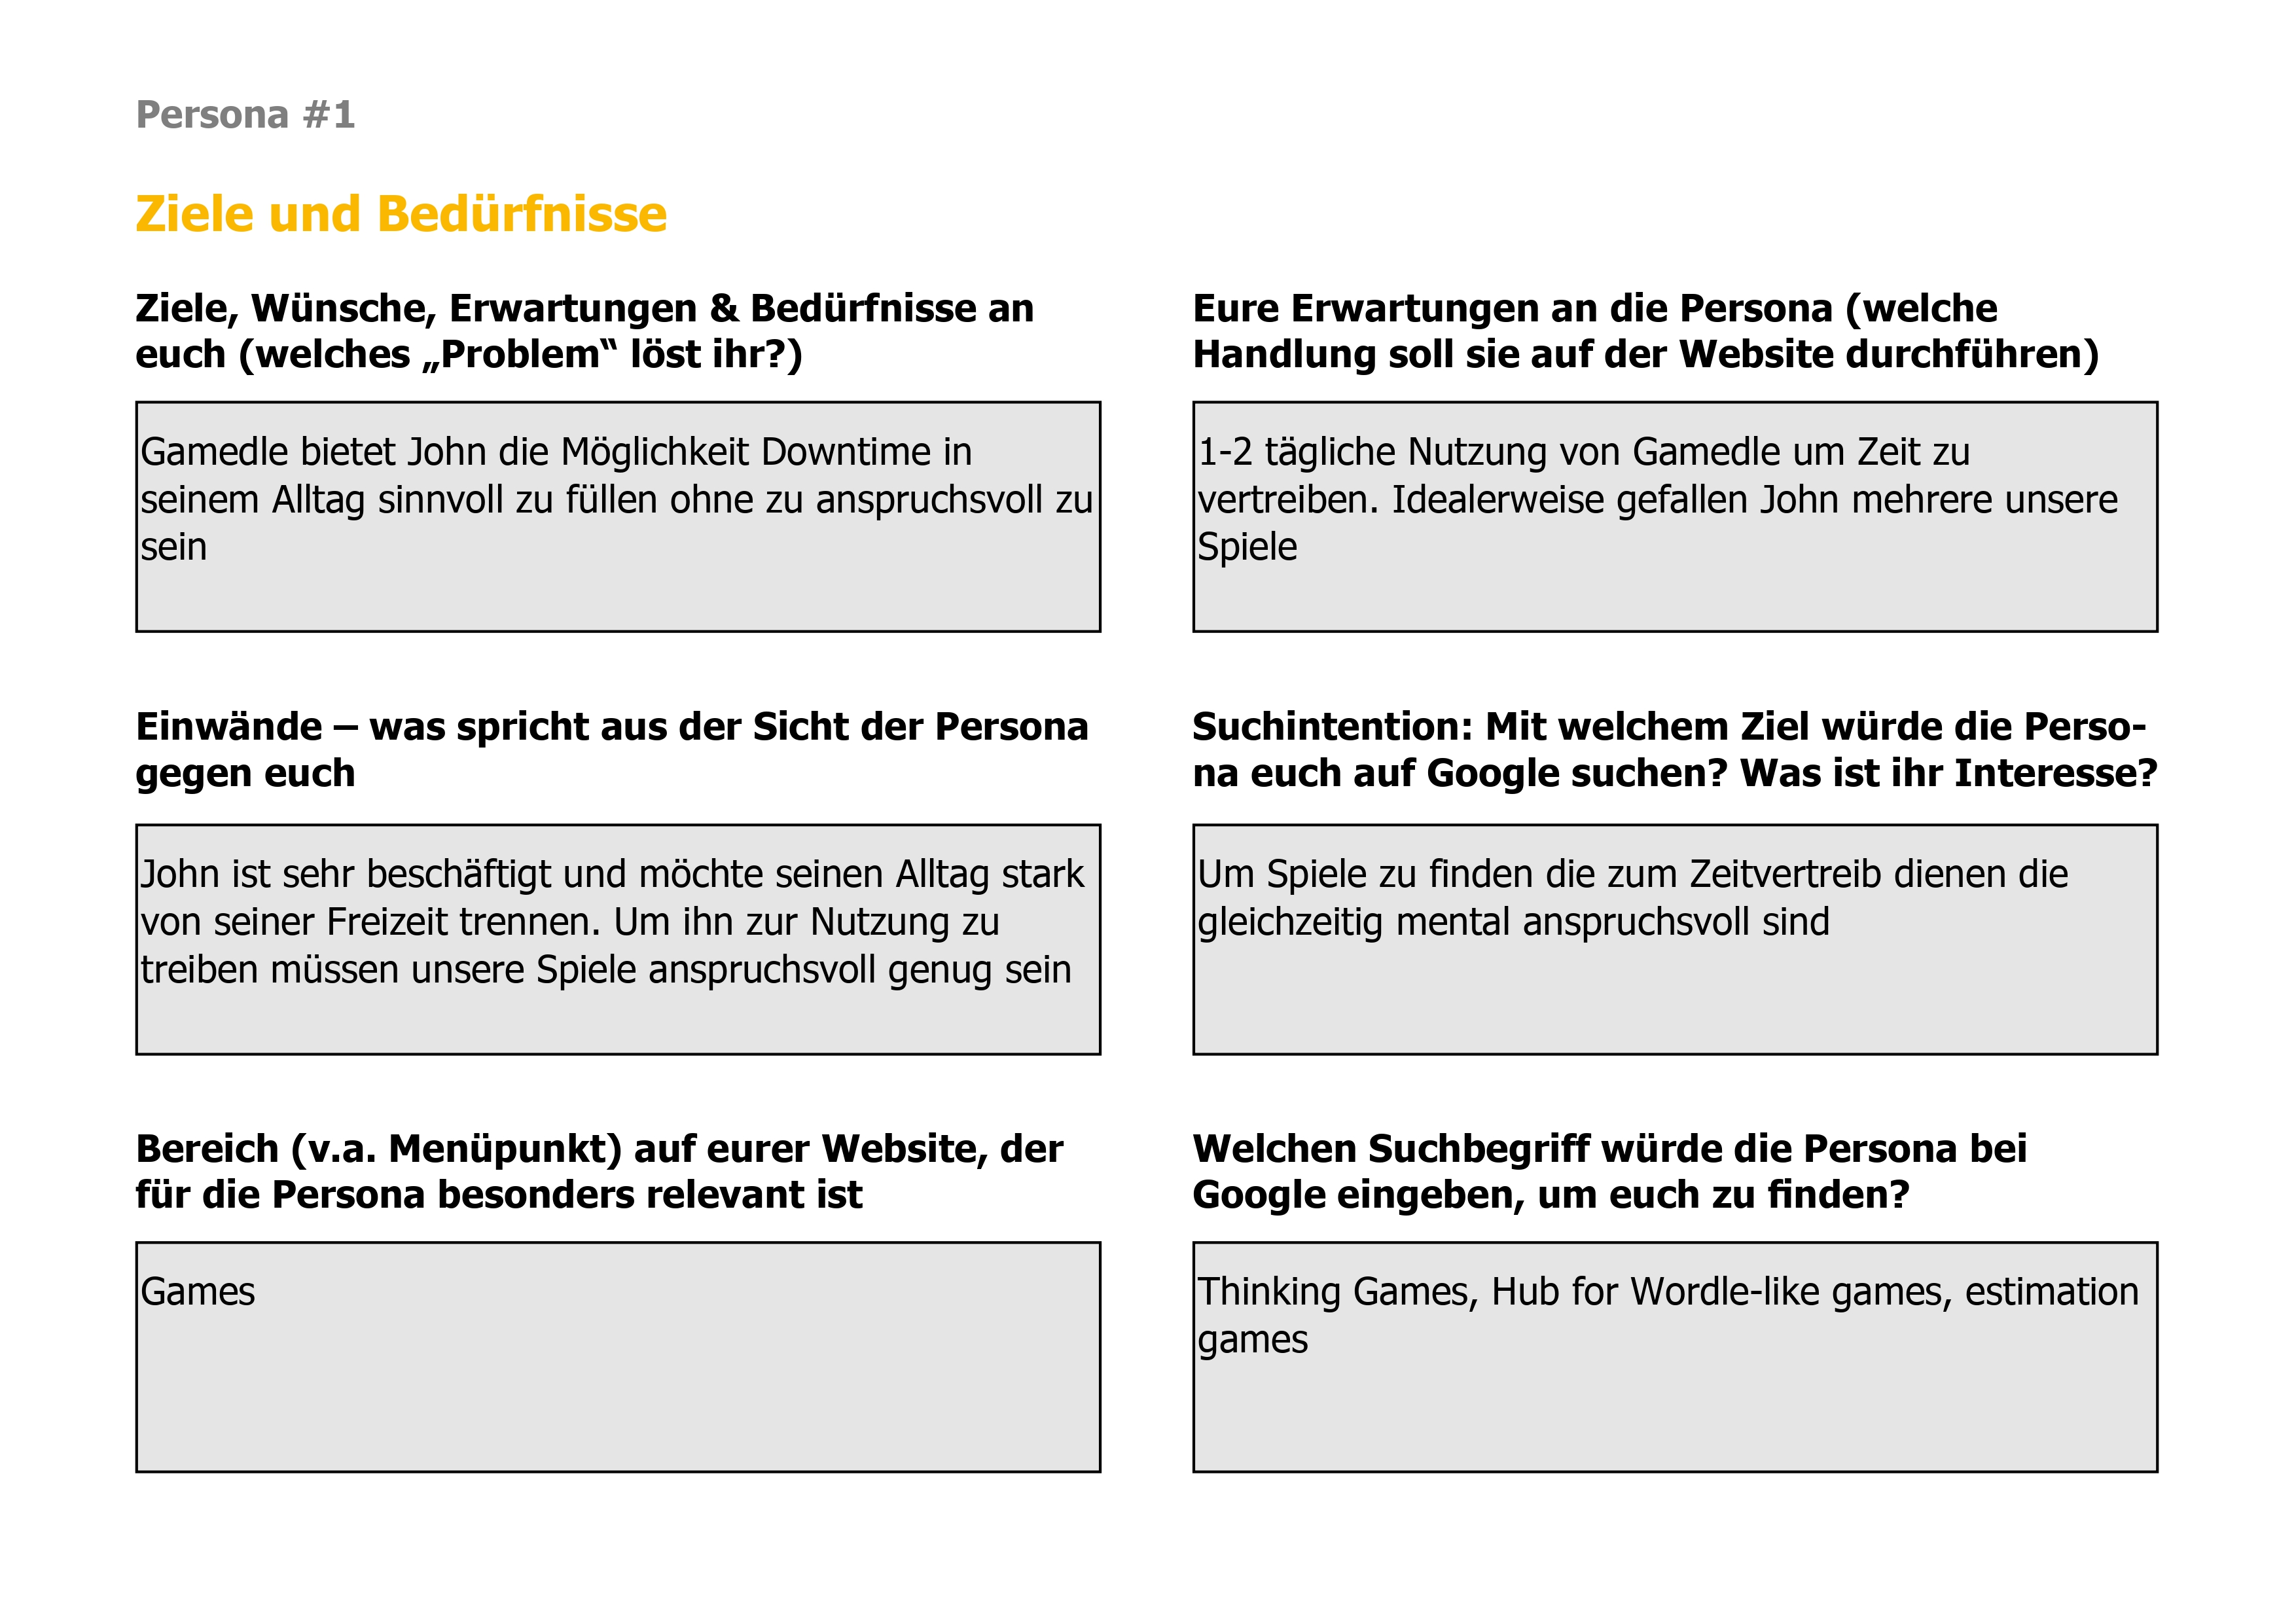 Persona #1
Ziele und Bedürfnisse
Ziele, Wünsche, Erwartungen & Bedürfnisse an
euch (welches „Problem‟ löst ihr?)
Gamedle bietet John die Möglichkeit Downtime in
seinem Alltag sinnvoll zu füllen ohne zu anspruchsvoll zu
sein
Eure Erwartungen an die Persona (welche
Handlung soll sie auf der Website durchführen)
1-2 tägliche Nutzung von Gamedle um Zeit zu
vertreiben. Idealerweise gefallen John mehrere unsere
Spiele
Einwände – was spricht aus der Sicht der Persona
gegen euch
John ist sehr beschäftigt und möchte seinen Alltag stark
von seiner Freizeit trennen. Um ihn zur Nutzung zu
treiben müssen unsere Spiele anspruchsvoll genug sein
Suchintention: Mit welchem Ziel würde die Perso-
na euch auf Google suchen? Was ist ihr Interesse?
Um Spiele zu finden die zum Zeitvertreib dienen die
gleichzeitig mental anspruchsvoll sind
Bereich (v.a. Menüpunkt) auf eurer Website, der
für die Persona besonders relevant ist
Games
Welchen Suchbegriff würde die Persona bei
Google eingeben, um euch zu finden?
Thinking Games, Hub for Wordle-like games, estimation
games